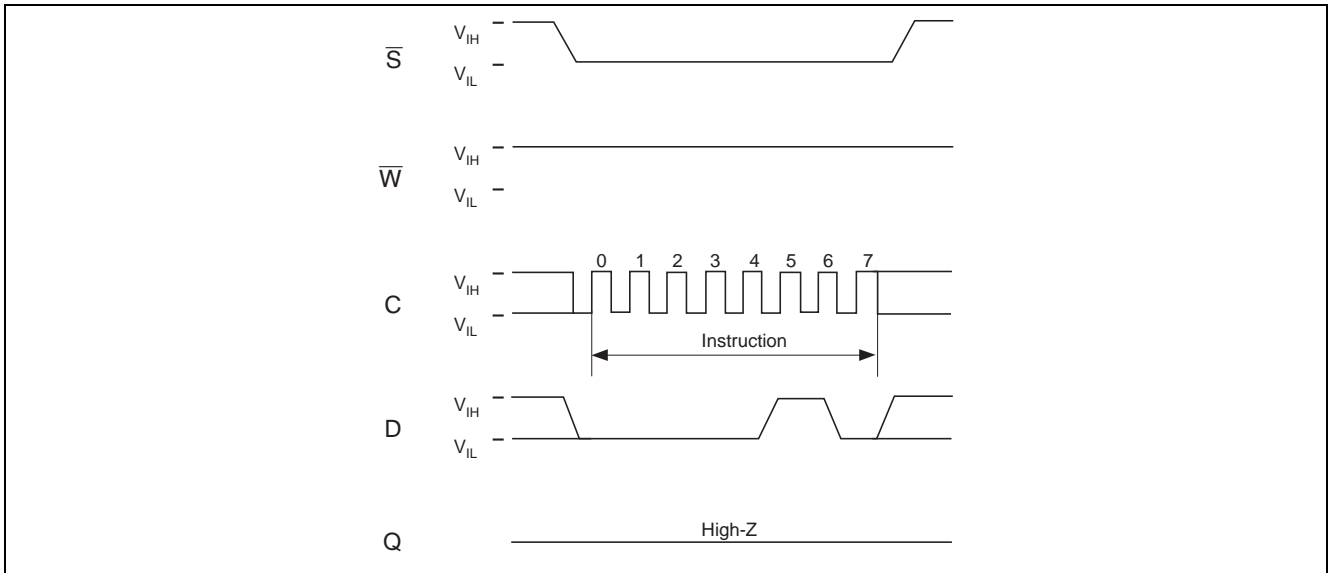 S̅
V_IH
V_IL
W̅
V_IH
V_IL
C
V_IH
V_IL
0 1 2 3 4 5 6 7
Instruction
D
V_IH
V_IL
Q
High-Z